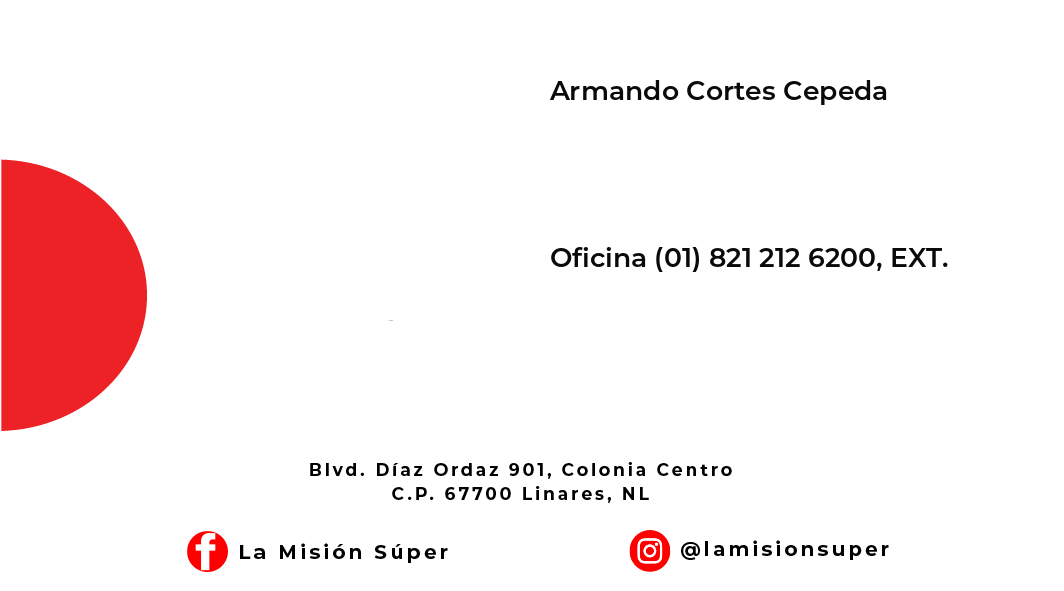 Armando Cortes Cepeda
Oficina (01) 821 212 6200, EXT.
Blvd. Díaz Ordaz 901, Colonia Centro
C.P. 67700 Linares, NL
La Misión Súper
@lamisionsuper